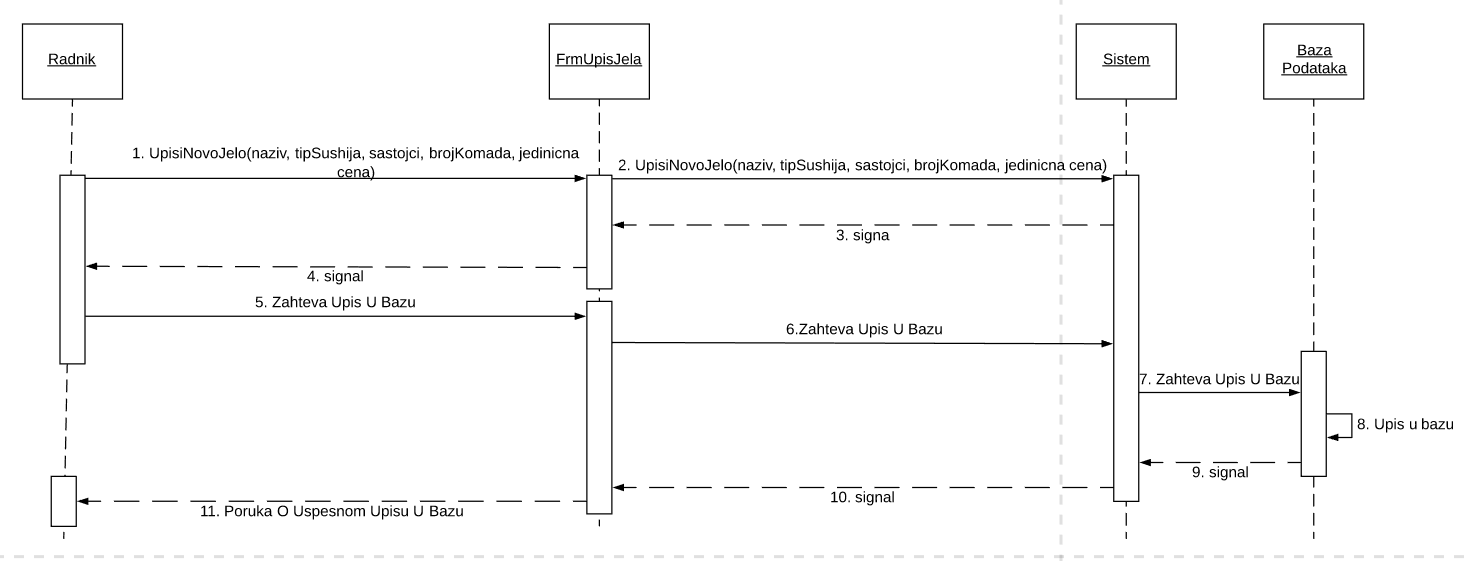 Radnik
FrmUpisJela
Sistem
Baza
Podataka
1. UpisiNovoJelo(naziv, tipSushija, sastojci, brojKomada, jedinicna
cena)
2. UpisiNovoJelo(naziv, tipSushija, sastojci, brojKomada, jedinicna cena)
3. signa
4. signal
5. Zahteva Upis U Bazu
6.Zahteva Upis U Bazu
7. Zahteva Upis U Bazu
8. Upis u bazu
9. signal
10. signal
11. Poruka O Uspesnom Upisu U Bazu